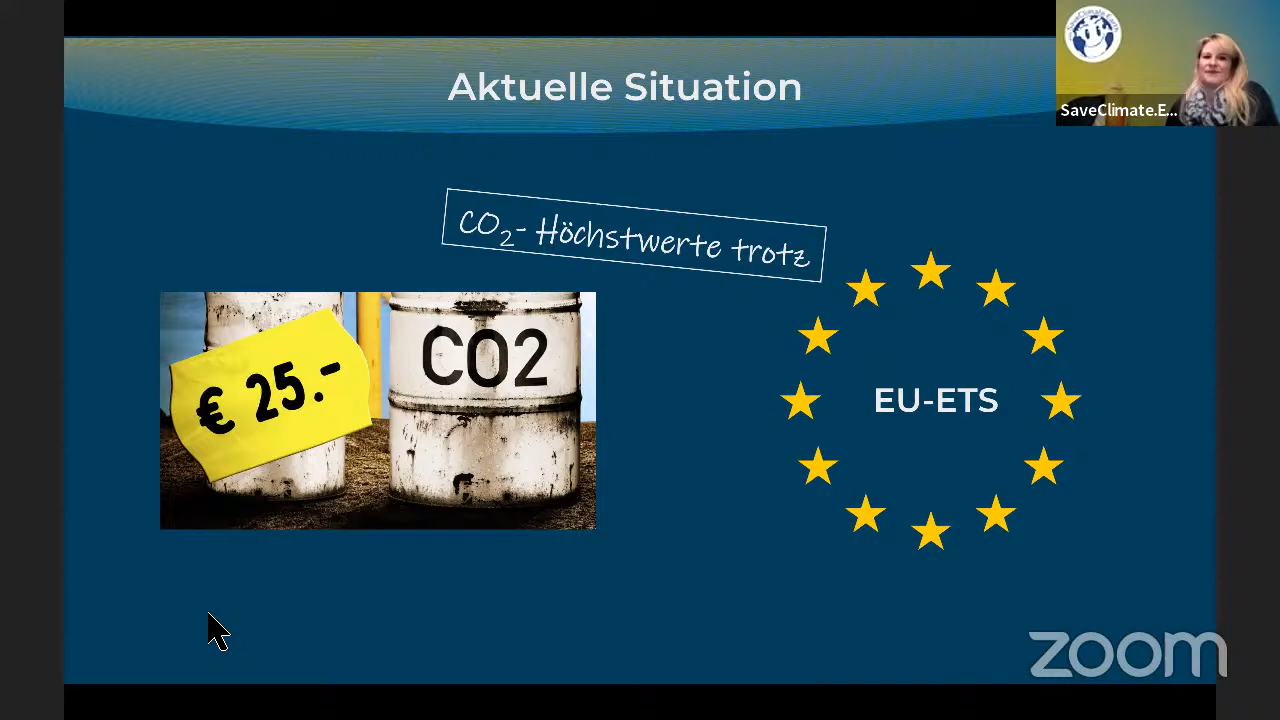 Aktuelle Situation
SaveClimate.E...
CO₂- Höchstwerte trotz
€ 25.-
CO2
EU-ETS
zoom